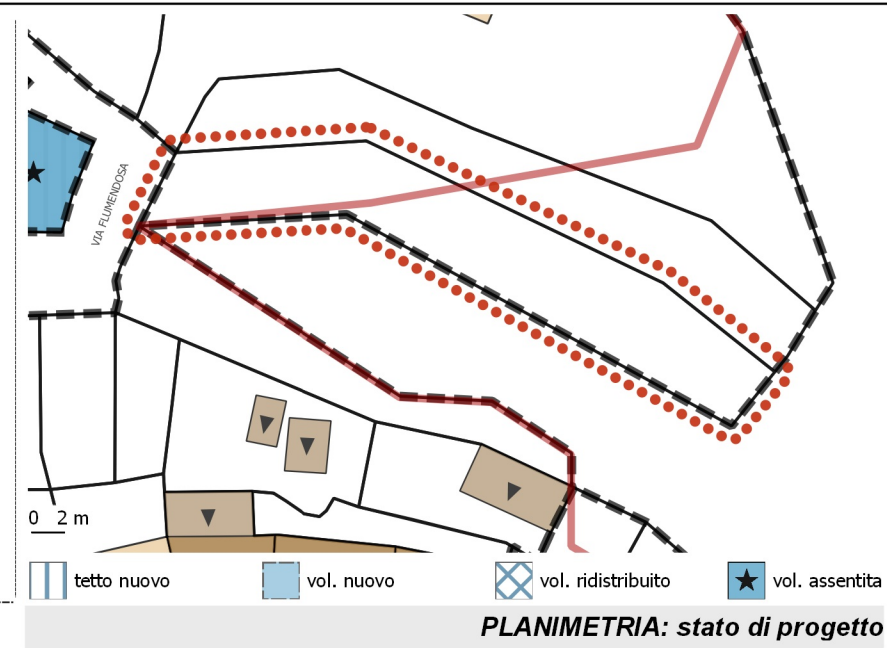 VIA FLUMENDOSA
0 2 m
tetto nuovo
vol. nuovo
vol. ridistribuito
vol. assentita
PLANIMETRIA: stato di progetto